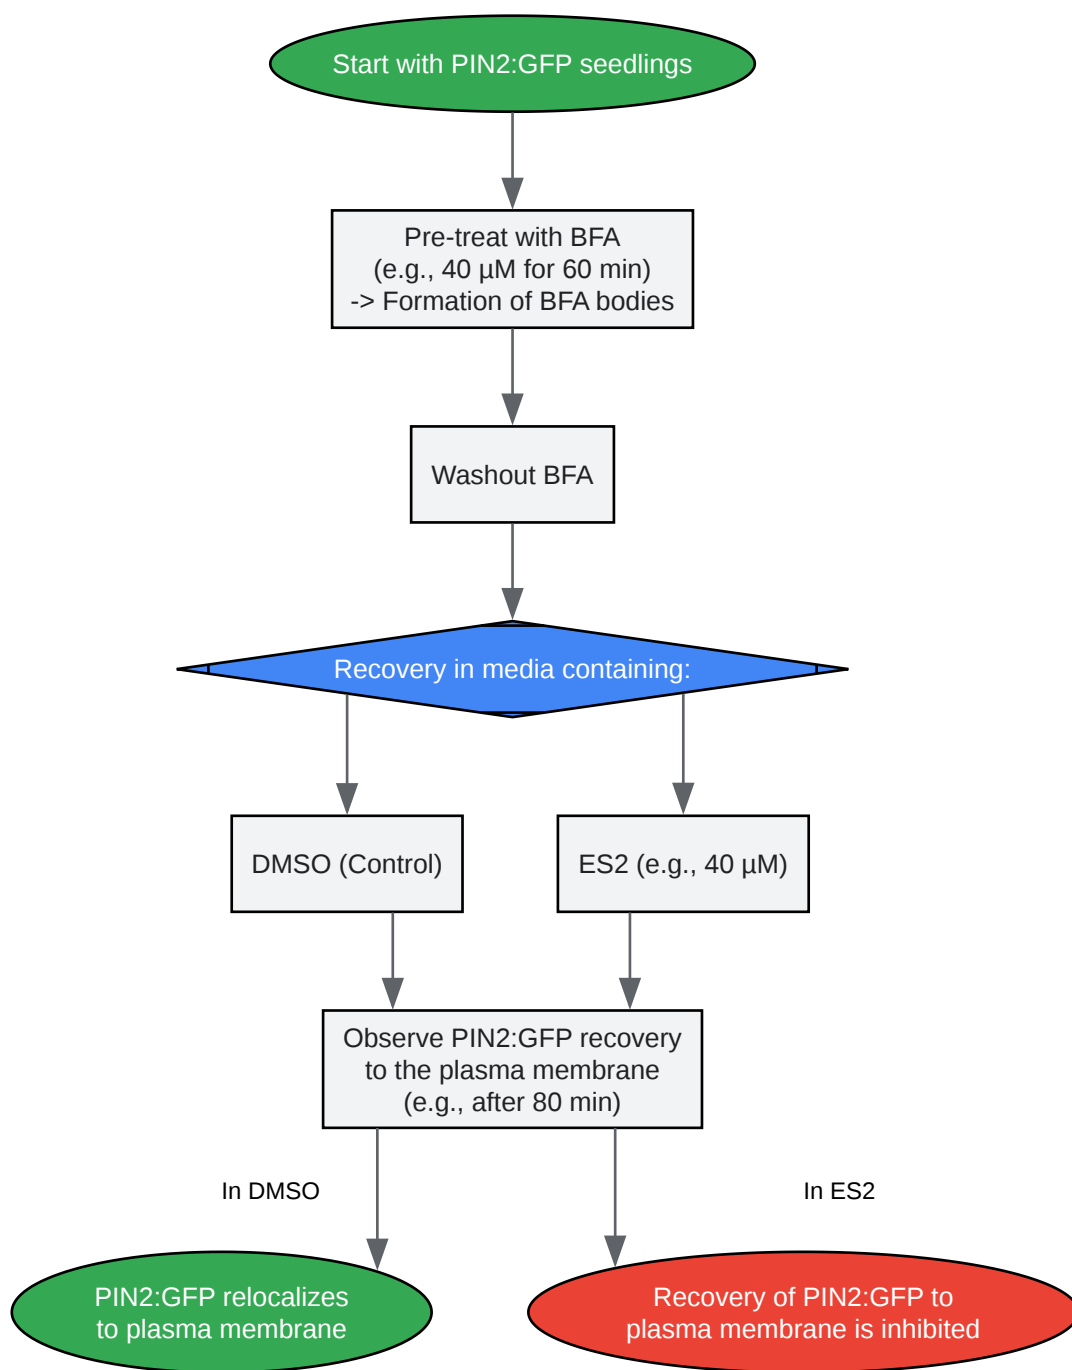 Start with PIN2:GFP seedlings
Pre-treat with BFA
(e.g., 40 µM for 60 min)
-> Formation of BFA bodies
Washout BFA
Recovery in media containing:
DMSO (Control)
ES2 (e.g., 40 µM)
Observe PIN2:GFP recovery
to the plasma membrane
(e.g., after 80 min)
In DMSO
In ES2
PIN2:GFP relocalizes
to plasma membrane
Recovery of PIN2:GFP to
plasma membrane is inhibited